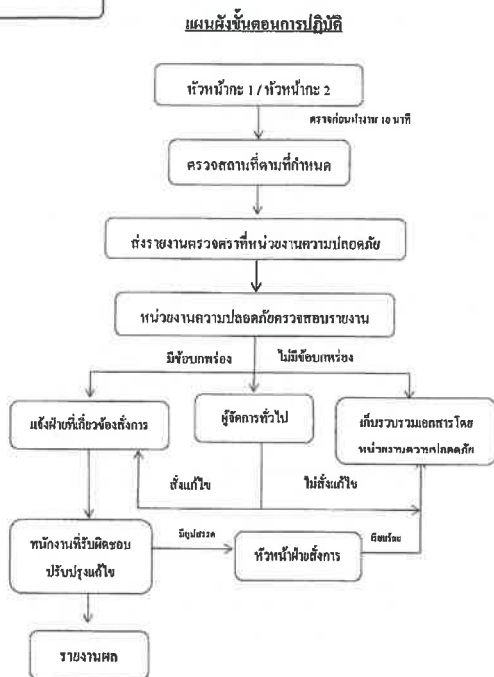 แผนผังขั้นตอนการปฏิบัติ
หัวหน้ากะ 1 / หัวหน้ากะ 2
ตรวจก่อนทำงาน 10 นาที
ตรวจสถานที่ตามที่กำหนด
ส่งรายงานตรวจตราที่หน่วยงานความปลอดภัย
หน่วยงานความปลอดภัยตรวจสอบรายงาน
มีข้อบกพร่อง
ไม่มีข้อบกพร่อง
แจ้งฝ่ายที่เกี่ยวข้องสั่งการ
ผู้จัดการทั่วไป
เก็บรวบรวมเอกสารโดย
หน่วยงานความปลอดภัย
สั่งแก้ไข
ไม่สั่งแก้ไข
พนักงานที่รับผิดชอบ
ปรับปรุงแก้ไข
มีอุปสรรค
หัวหน้าฝ่ายสั่งการ
เรียบร้อย
รายงานผล